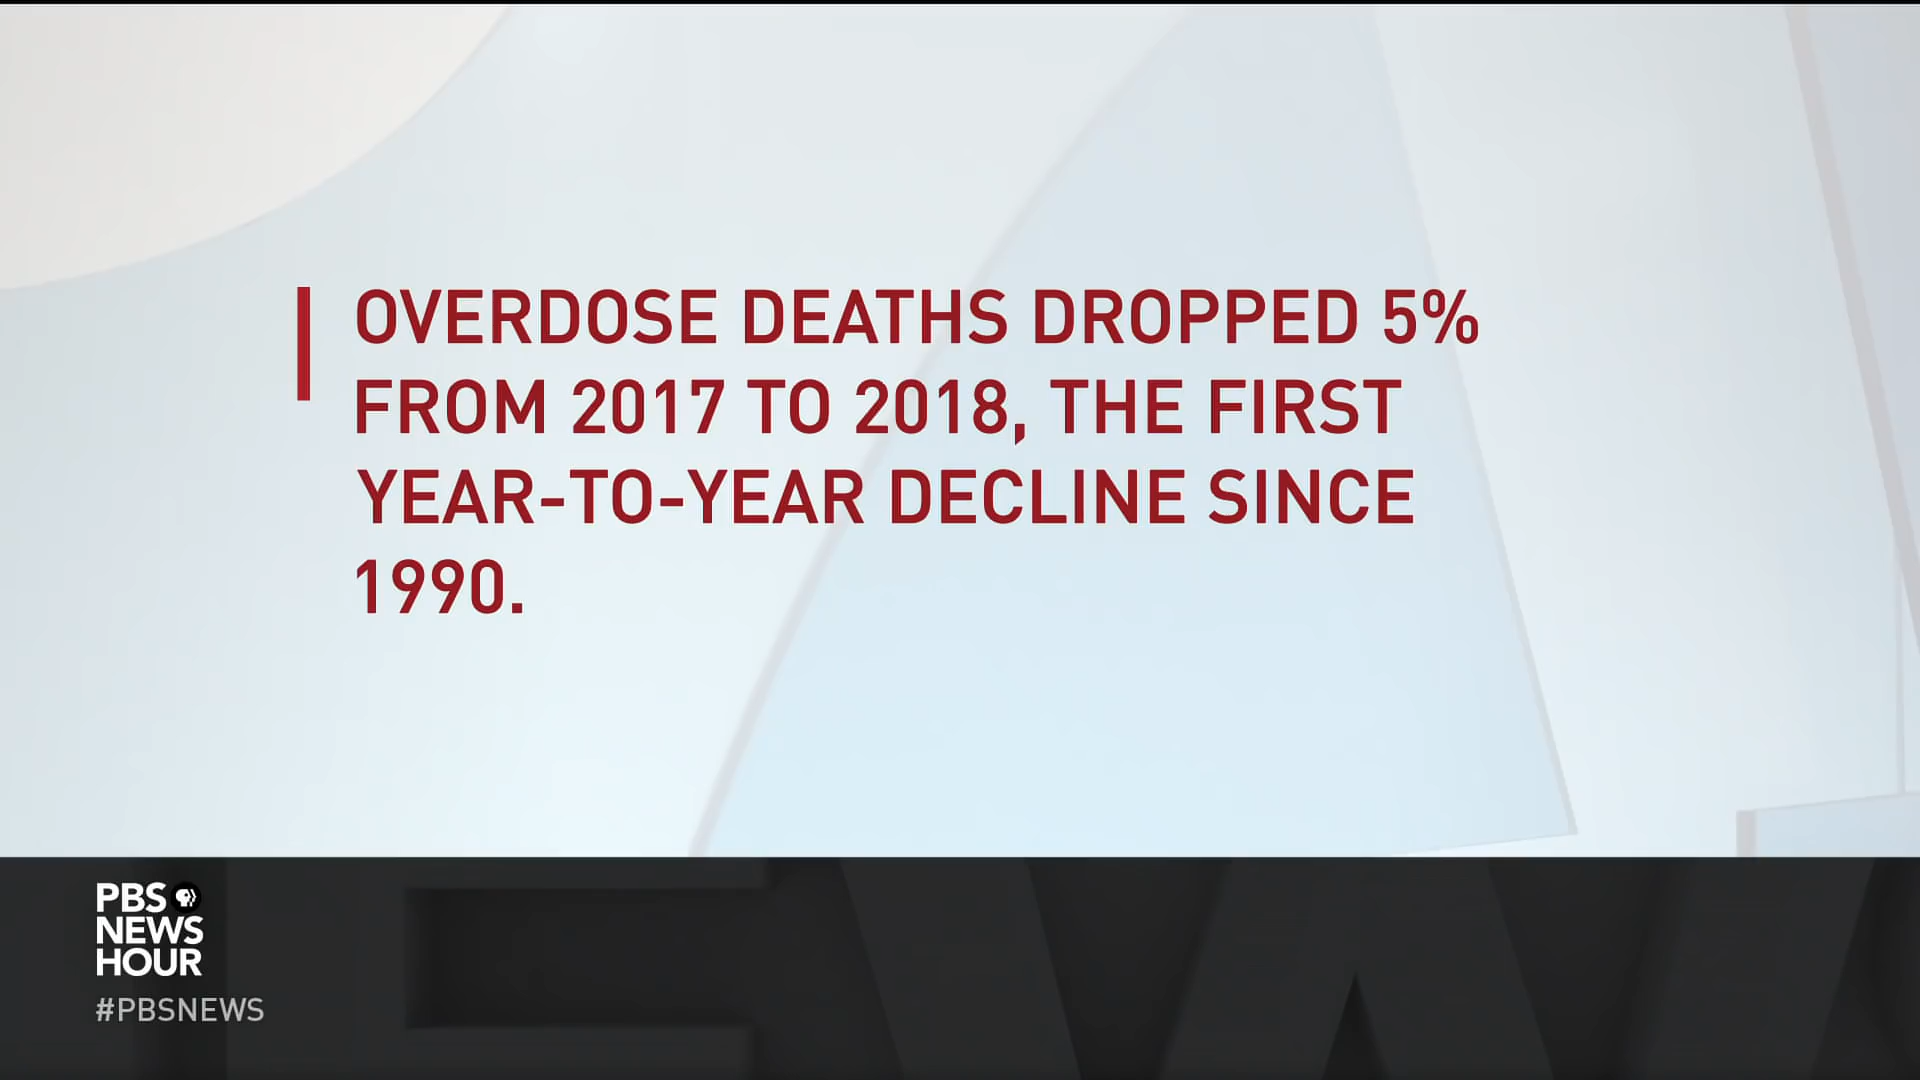 OVERDOSE DEATHS DROPPED 5%
FROM 2017 TO 2018, THE FIRST
YEAR-TO-YEAR DECLINE SINCE
1990.
PBS
NEWS
HOUR
#PBSNEWS